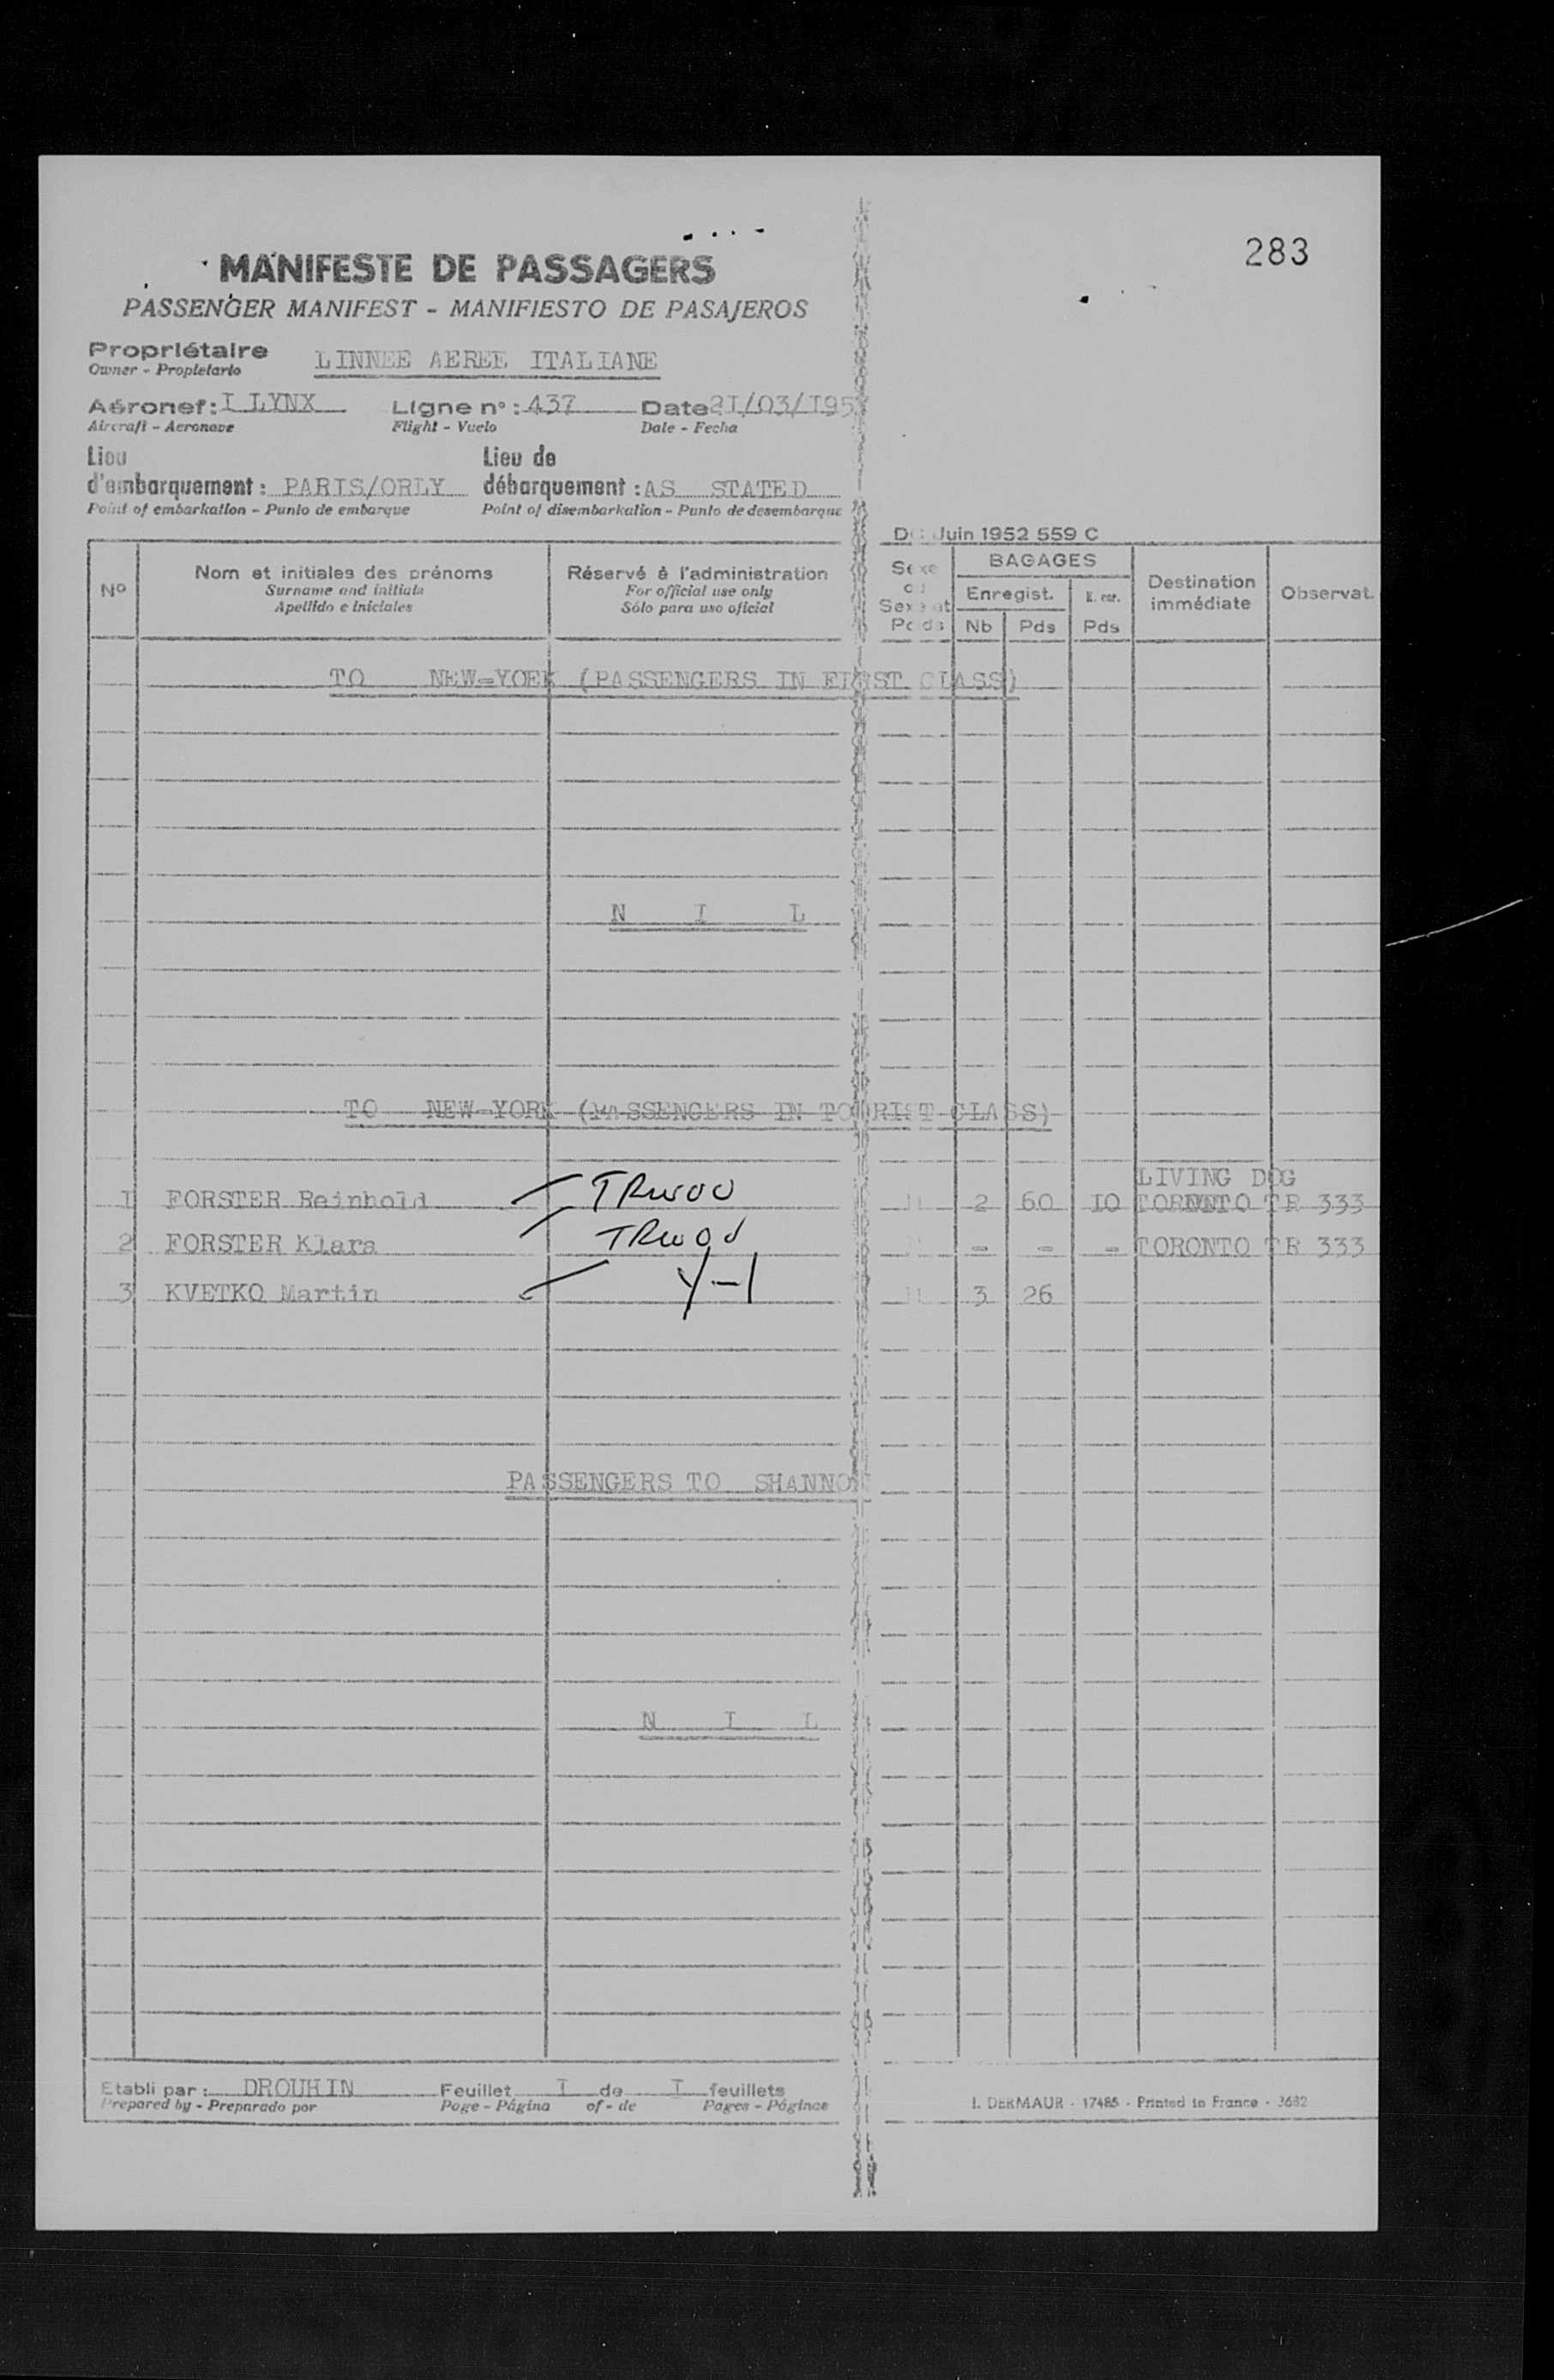 283
MANIFESTE DE PASSAGERS
PASSENGER MANIFEST - MANIFIESTO DE PASAJEROS
Propriétaire LINNEE AEREE ITALIANE
Owner - Propietario
Aéronef: I LYNX Ligne n°: 437 Date 21/03/195
Aircraft - Aeronave Flight - Vuelo Date - Fecha
Lieu Lieu de
d'embarquement: PARIS/ORLY débarquement: AS STATED
Point of embarkation - Punto de embarque Point of disembarkation - Punto de desembarque
Juin 1952 559 C
N° Nom et initiales des prénoms Réservé à l'administration Sexe BAGAGES Destination immédiate Observat.
Surname and initials For official use only Enregist.
Apellido e iniciales Sólo para uso oficial Nb Pds Pds
TO NEW-YORK (PASSENGERS IN FIRST CLASS)
N I L
TO NEW-YORK (PASSENGERS IN TOURIST CLASS)
LIVING DOG
1 FORSTER Reinhold 2 60 IO TORONTO TR 333
2 FORSTER Klara - - - TORONTO TR 333
3 KVETKO Martin Y-1 3 26
PASSENGERS TO SHANNON
N I L
Etabli par: DROUHIN Feuillet I de I feuillets
Prepared by - Preparado por Page - Página of - de Pages - Páginas
I. DERMAUR - 17485 - Printed in France - 3682